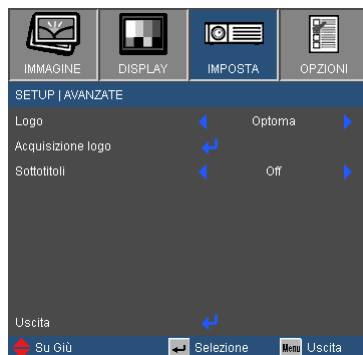 IMMAGINE DISPLAY IMPOSTA OPZIONI
SETUP | AVANZATE
Logo Optoma
Acquisizione logo
Sottotitoli Off
Uscita
Su Giù Selezione Menu Uscita